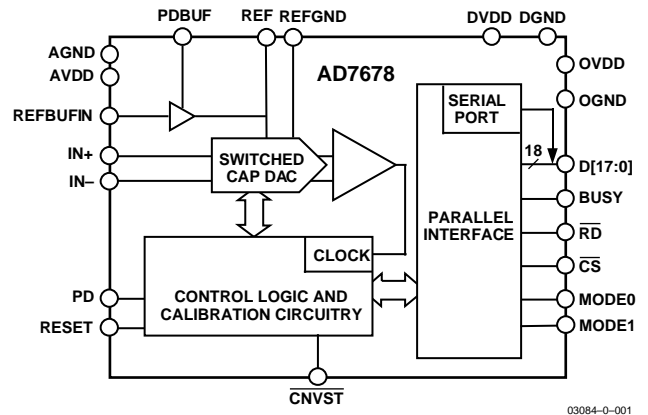 PDBUF
REF
REFGND
DVDD
DGND
AGND
AVDD
REFBUFIN
IN+
IN–
PD
RESET
AD7678
SWITCHED
CAP DAC
CLOCK
CONTROL LOGIC AND
CALIBRATION CIRCUITRY
SERIAL
PORT
18
PARALLEL
INTERFACE
OVDD
OGND
D[17:0]
BUSY
RD
CS
MODE0
MODE1
CNVST
03084–0–001